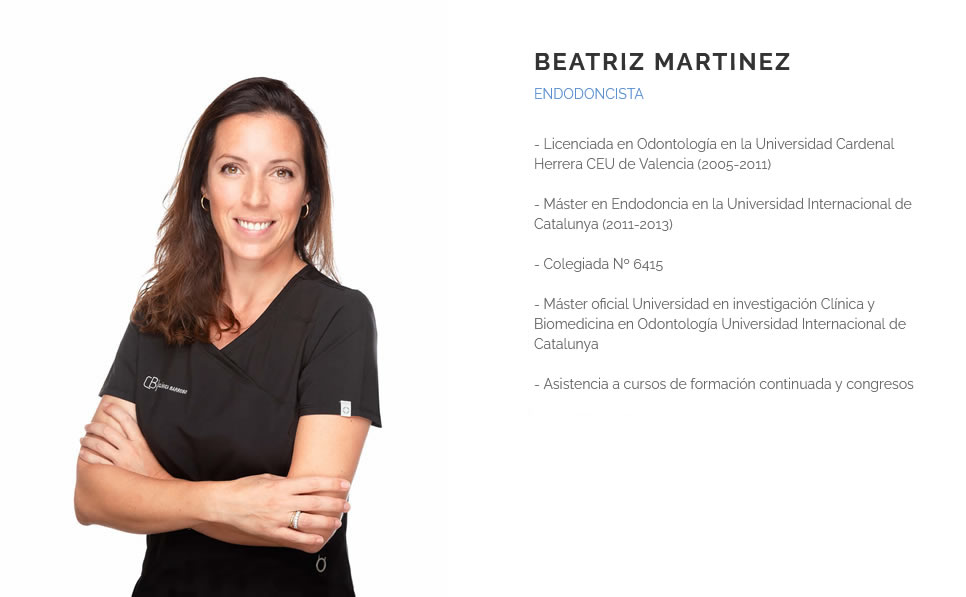 BEATRIZ MARTINEZ
ENDODONCISTA
- Licenciada en Odontología en la Universidad Cardenal
Herrera CEU de Valencia (2005-2011)
- Máster en Endodoncia en la Universidad Internacional de
Catalunya (2011-2013)
- Colegiada Nº 6415
- Máster oficial Universidad en investigación Clínica y
Biomedicina en Odontología Universidad Internacional de
Catalunya
- Asistencia a cursos de formación continuada y congresos
CB
BARROSO